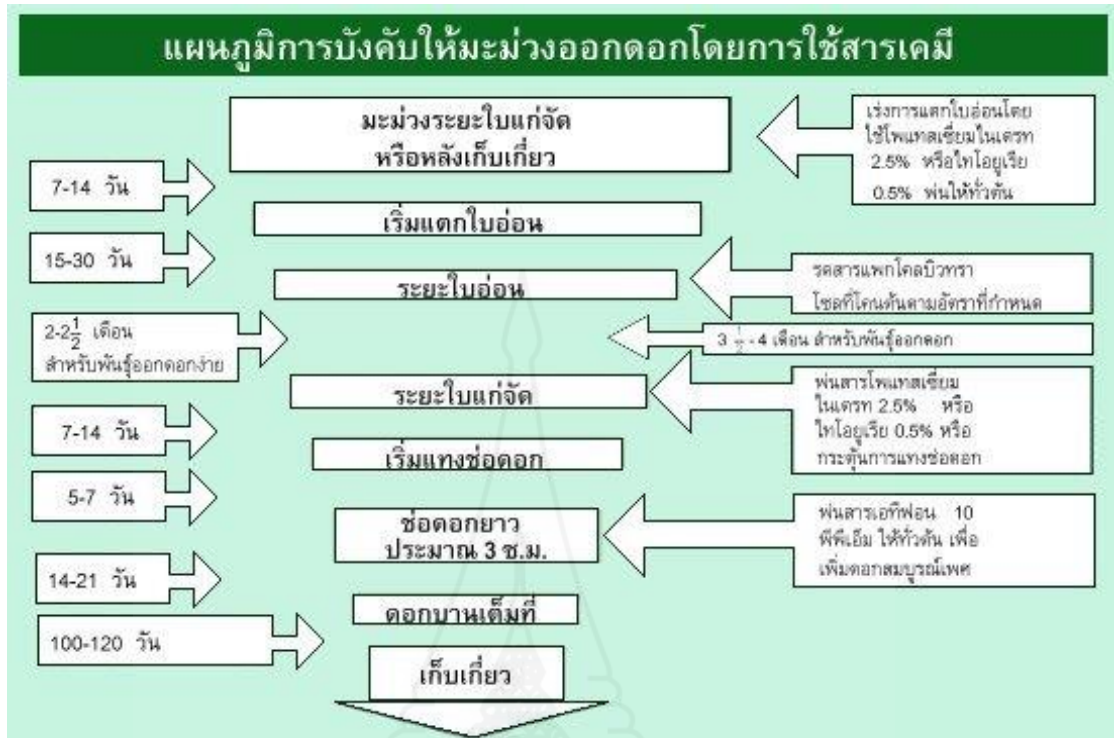 แผนภูมิการบังคับให้มะม่วงออกดอกโดยการใช้สารเคมี
มะม่วงระยะใบแก่จัด
หรือหลังเก็บเกี่ยว
เร่งการแตกใบอ่อนโดย
ใช้โพแทสเซี่ยมไนเตรท
2.5% หรือไทโอยูเรีย
0.5% พ่นให้ทั่วต้น
7-14 วัน
เริ่มแตกใบอ่อน
15-30 วัน
ระยะใบอ่อน
รดสารแพกโคลบิวทรา
โซลที่โคนต้นตามอัตราที่กำหนด
2-2½ เดือน
สำหรับพันธุ์ออกดอกง่าย
3 ½ - 4 เดือน สำหรับพันธุ์ออกดอก
ระยะใบแก่จัด
พ่นสารโพแทสเซี่ยม
ไนเตรท 2.5% หรือ
ไทโอยูเรีย 0.5% หรือ
กระตุ้นการแทงช่อดอก
7-14 วัน
เริ่มแทงช่อดอก
5-7 วัน
ช่อดอกยาว
ประมาณ 3 ซ.ม.
พ่นสารเอทีฟอน 10
พีพีเอ็ม ให้ทั่วต้น เพื่อ
เพิ่มดอกสมบูรณ์เพศ
14-21 วัน
ดอกบานเต็มที่
100-120 วัน
เก็บเกี่ยว